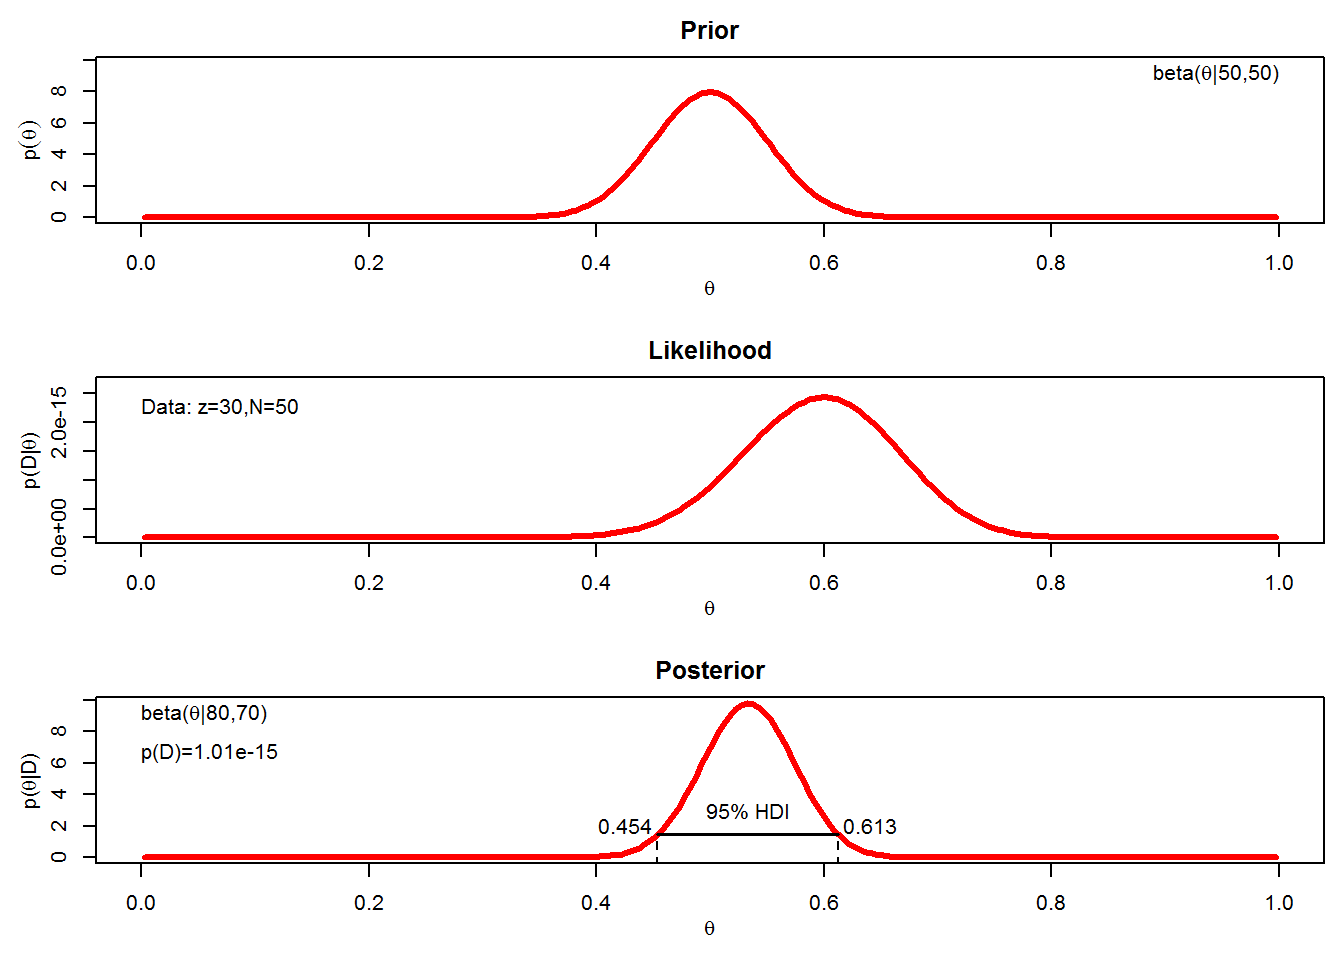 Prior
beta(θ|50,50)
p(θ)
0 2 4 6 8
0.0 0.2 0.4 0.6 0.8 1.0
θ
Likelihood
Data: z=30,N=50
p(D|θ)
0.0e+00 2.0e-15
0.0 0.2 0.4 0.6 0.8 1.0
θ
Posterior
beta(θ|80,70)
p(D)=1.01e-15
p(θ|D)
0 2 4 6 8
95% HDI
0.454 0.613
0.0 0.2 0.4 0.6 0.8 1.0
θ